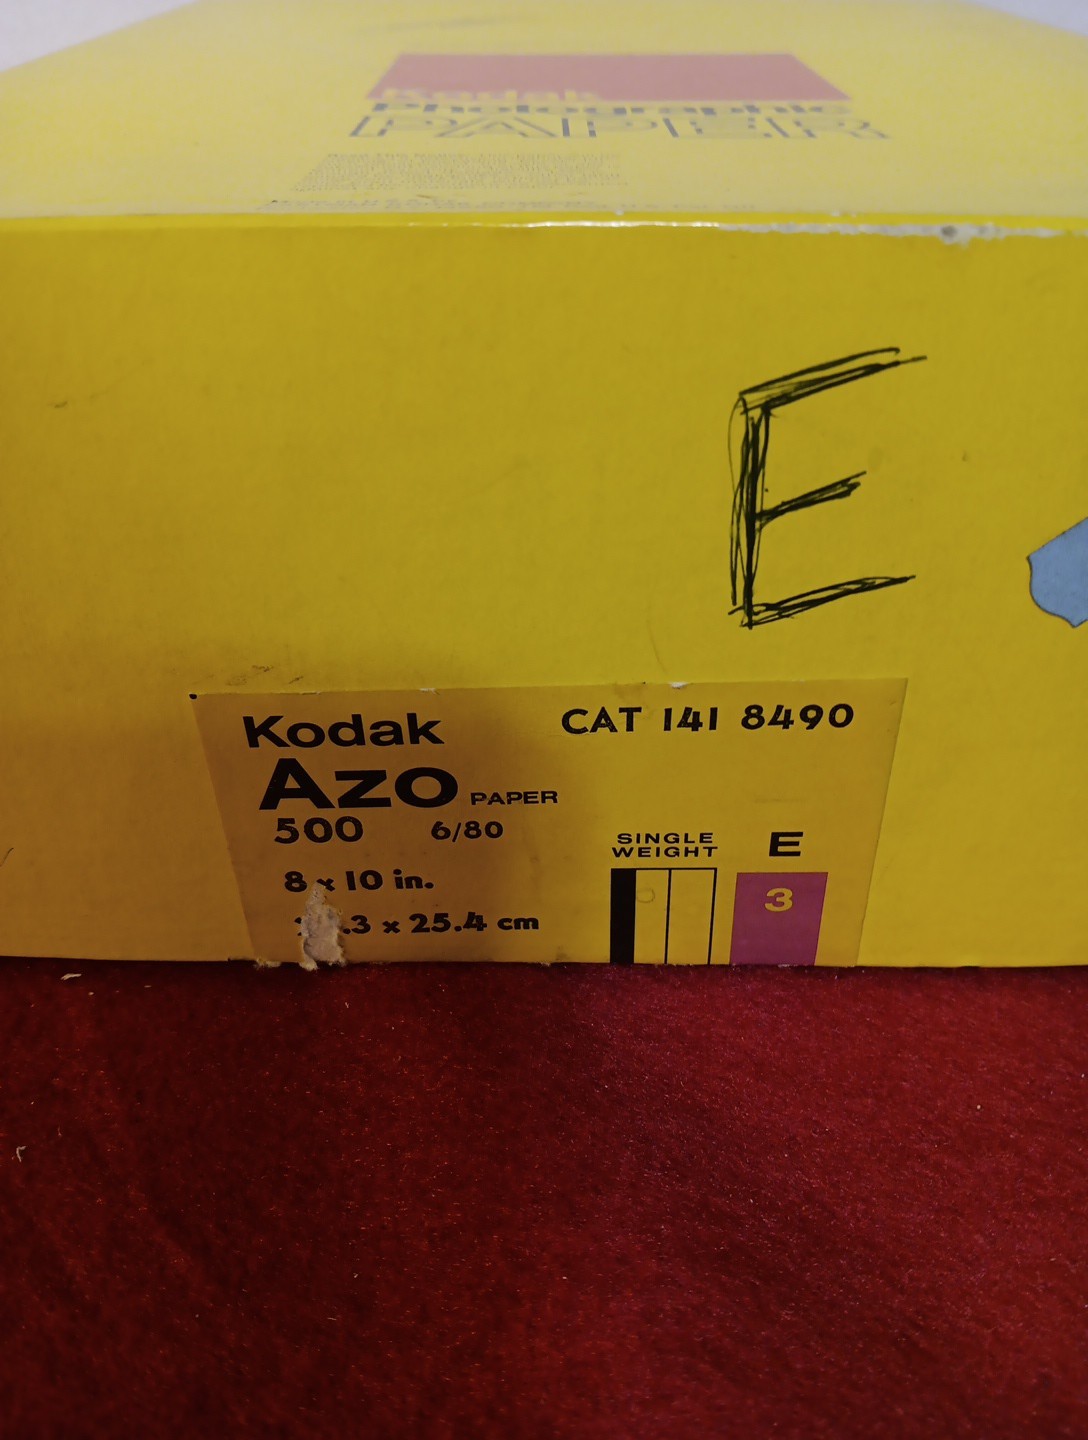 Kodak
Photographic
PAPER
E
Kodak
CAT 141 8490
Azo PAPER
500 6/80
SINGLE
WEIGHT
E
8 x 10 in.
3
.3 x 25.4 cm